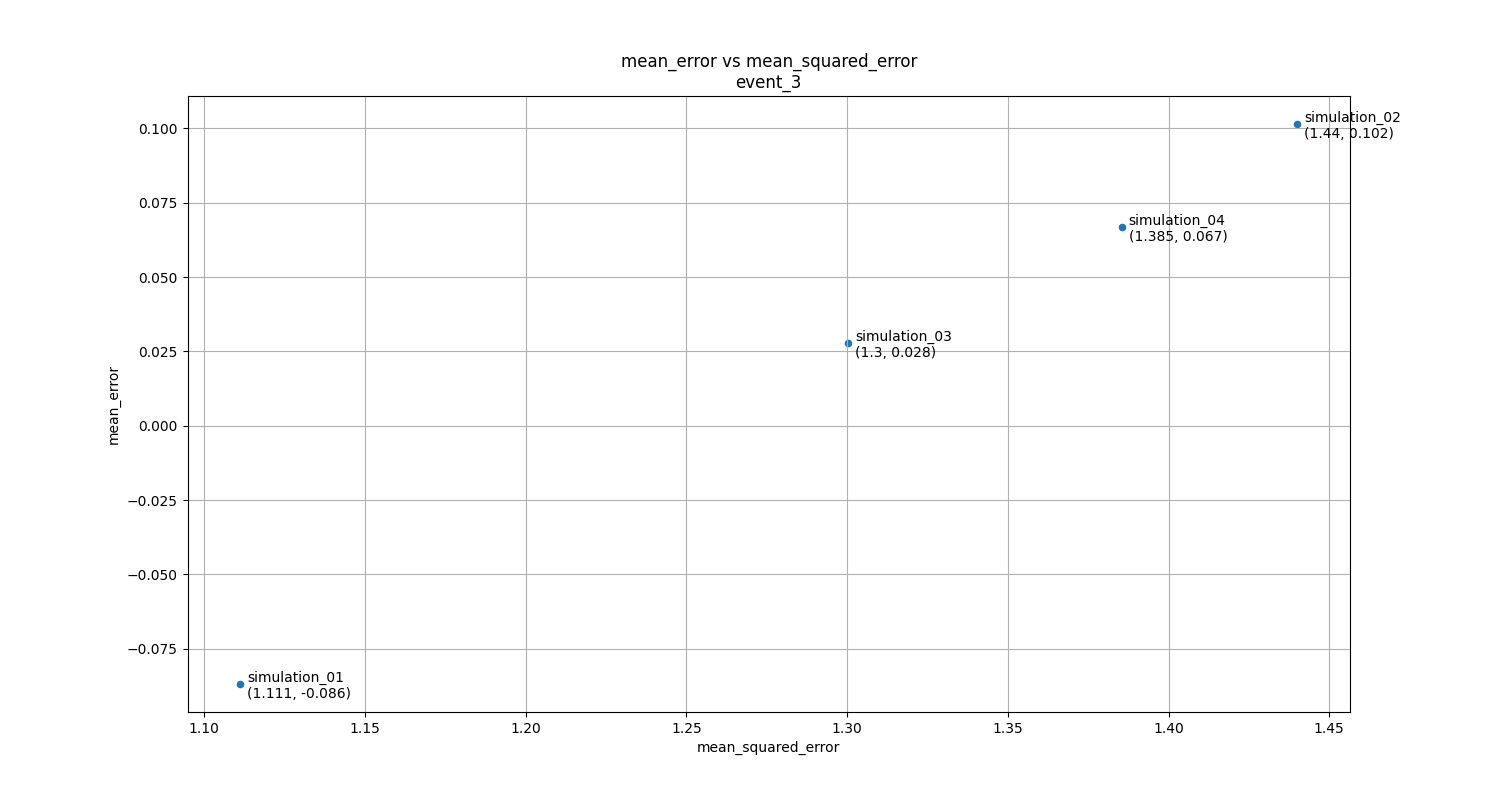 mean_error vs mean_squared_error
event_3
mean_error
0.100
0.075
0.050
0.025
0.000
−0.025
−0.050
−0.075
simulation_02
(1.44, 0.102)
simulation_04
(1.385, 0.067)
simulation_03
(1.3, 0.028)
simulation_01
(1.111, -0.086)
1.10 1.15 1.20 1.25 1.30 1.35 1.40 1.45
mean_squared_error